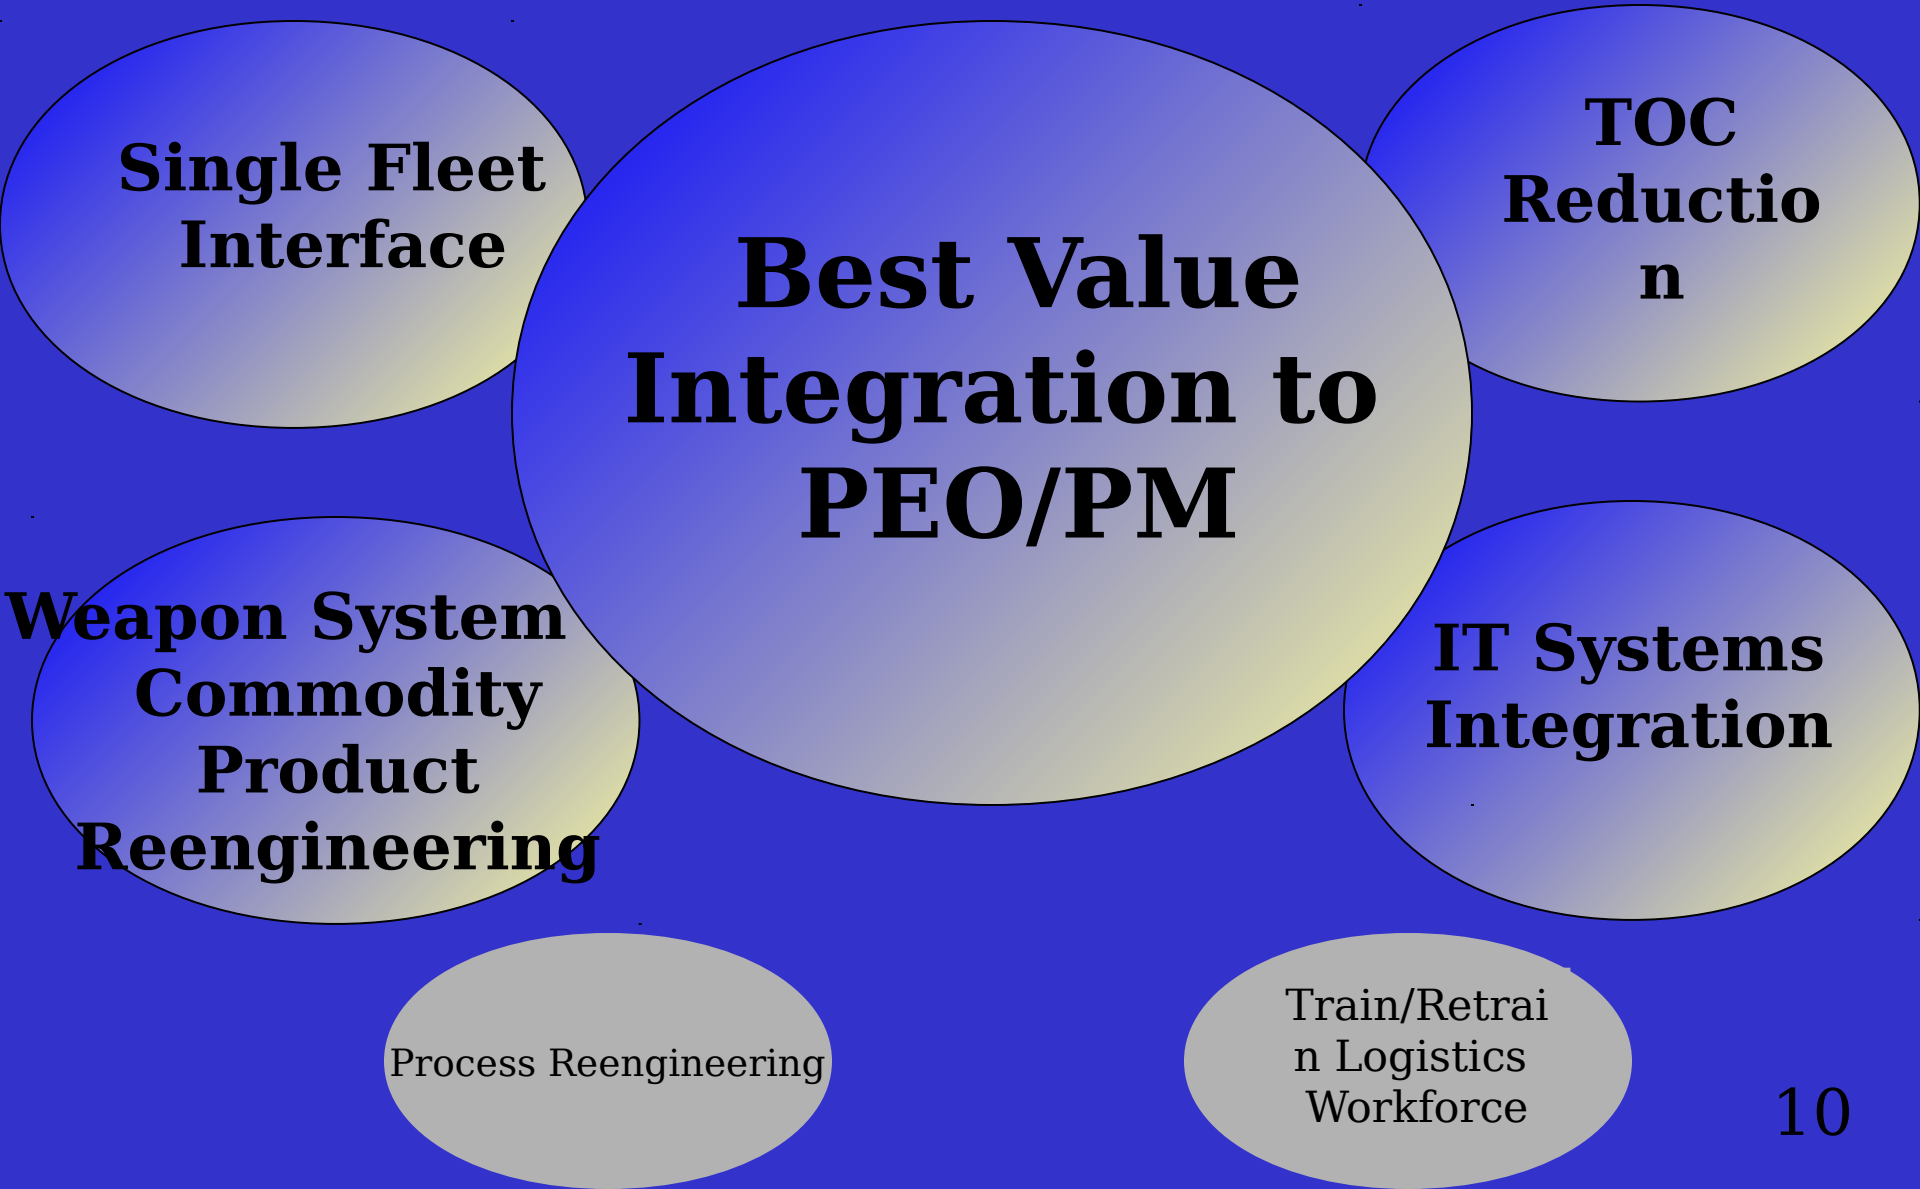 Single Fleet
Interface
Best Value
Integration to
PEO/PM
TOC
Reductio
n
Weapon System
Commodity
Product
Reengineering
IT Systems
Integration
Process Reengineering
Train/Retrai
n Logistics
Workforce
10